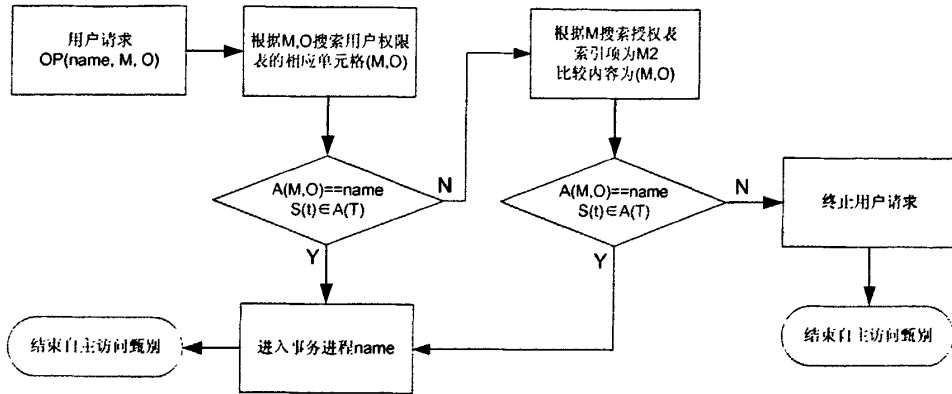 用户请求
OP(name, M, O)
根据M,O搜索用户权限
表的相应单元格(M,O)
根据M搜索授权表
索引项为M2
比较内容为(M,O)
A(M,O)==name
S(t)∈A(T)
N
Y
A(M,O)==name
S(t)∈A(T)
N
Y
终止用户请求
结束自主访问甄别
进入事务进程name
结束自主访问甄别